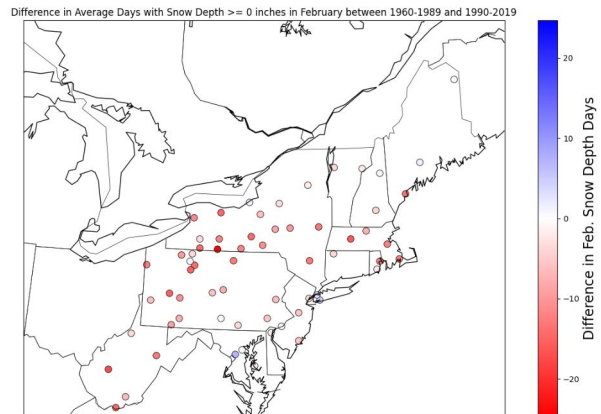 Difference in Average Days with Snow Depth >= 0 inches in February between 1960-1989 and 1990-2019
20
10
0
−10
−20
Difference in Feb. Snow Depth Days